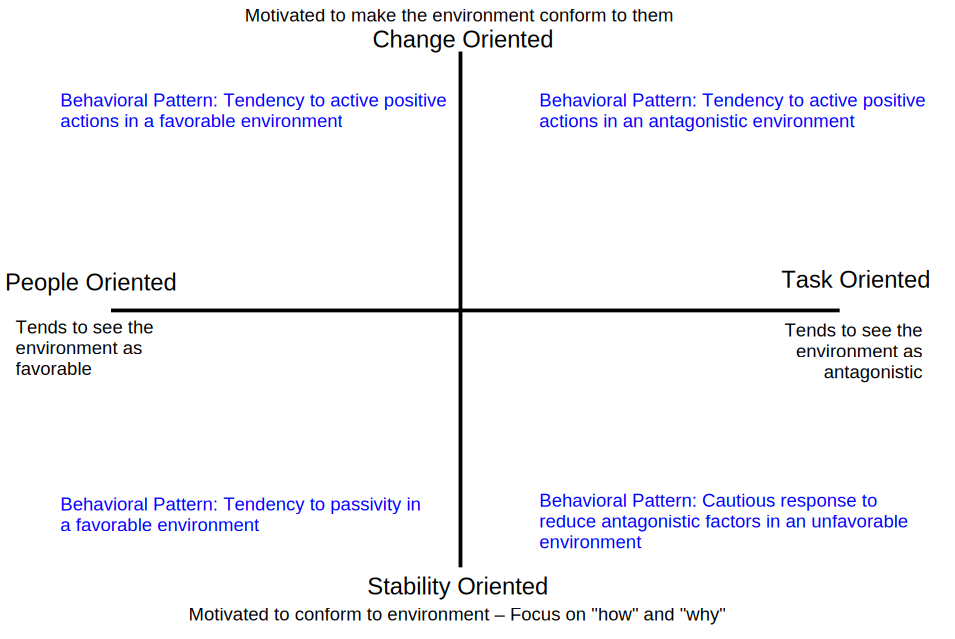 Motivated to make the environment conform to them
Change Oriented
Behavioral Pattern: Tendency to active positive
actions in a favorable environment
Behavioral Pattern: Tendency to active positive
actions in an antagonistic environment
People Oriented
Tends to see the
environment as
favorable
Task Oriented
Tends to see the
environment as
antagonistic
Behavioral Pattern: Tendency to passivity in
a favorable environment
Behavioral Pattern: Cautious response to
reduce antagonistic factors in an unfavorable
environment
Stability Oriented
Motivated to conform to environment – Focus on "how" and "why"